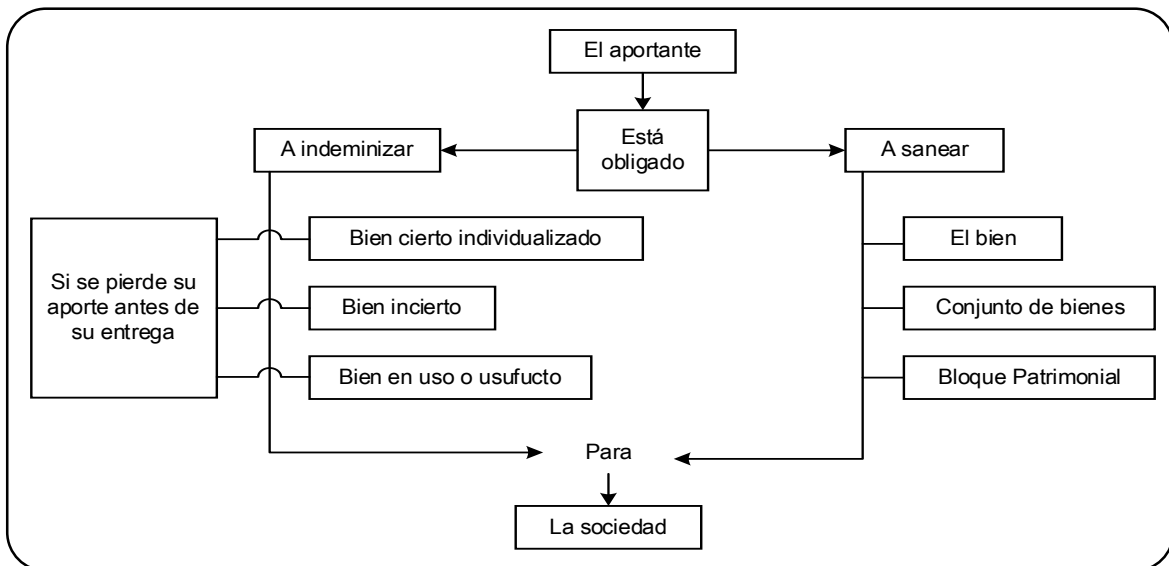 El aportante
A indeminizar
Está
obligado
A sanear
Si se pierde su
aporte antes de
su entrega
Bien cierto individualizado
Bien incierto
Bien en uso o usufucto
El bien
Conjunto de bienes
Bloque Patrimonial
Para
La sociedad